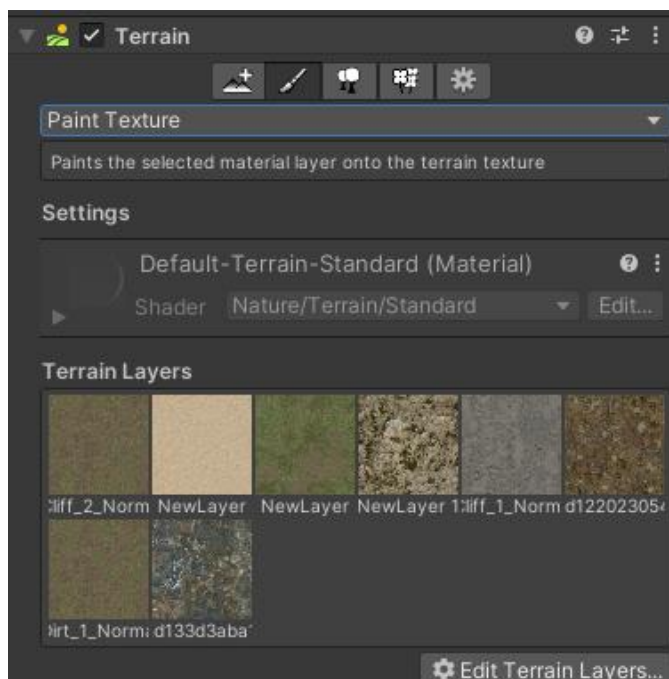 Terrain
Paint Texture
Paints the selected material layer onto the terrain texture
Settings
Default-Terrain-Standard (Material)
Shader Nature/Terrain/Standard Edit...
Terrain Layers
liff_2_Norm NewLayer NewLayer NewLayer 1 liff_1_Norm d12202305
irt_1_Norm d133d3aba
Edit Terrain Layers...